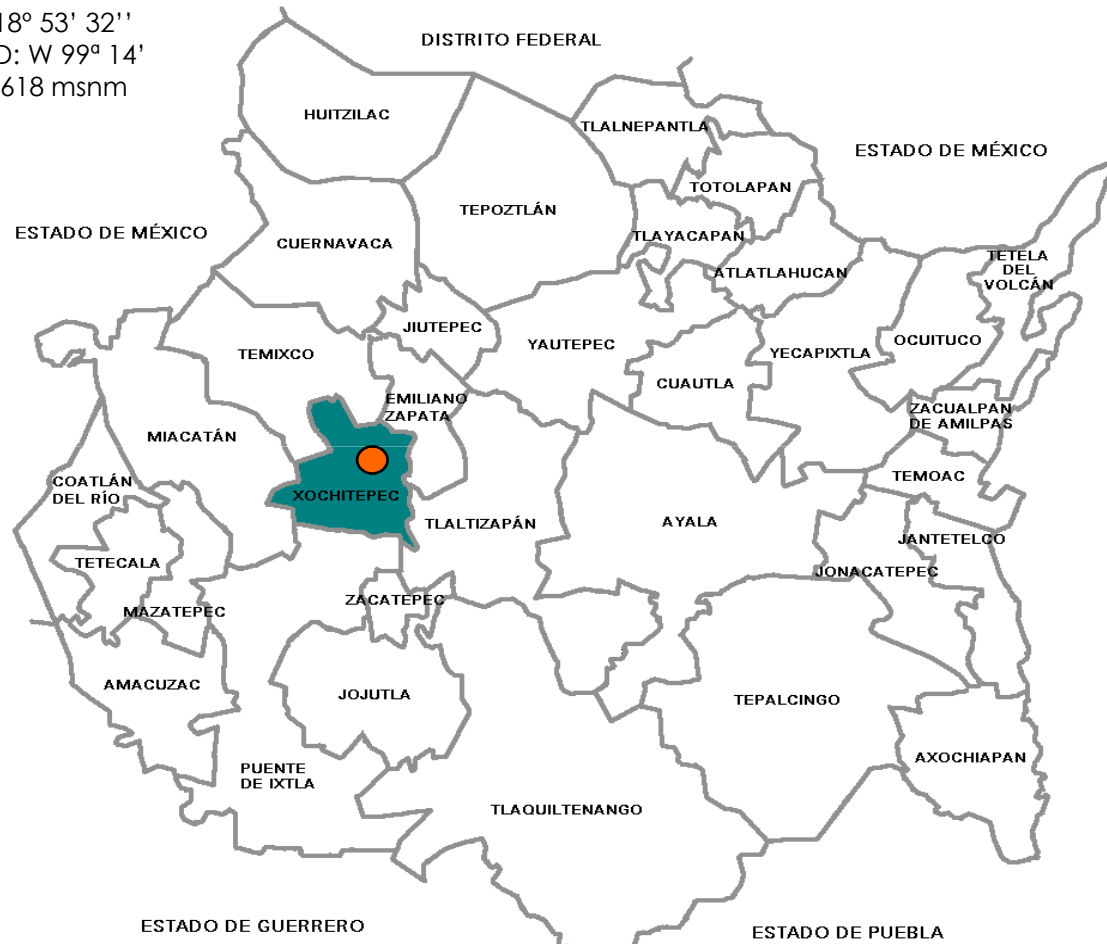 18º 53’ 32’’
D: W 99ª 14’
618 msnm
DISTRITO FEDERAL
HUITZILAC
TLALNEPANTLA
ESTADO DE MÉXICO
TOTOLAPAN
TEPOZTLÁN
ESTADO DE MÉXICO
TLAYACAPAN
CUERNAVACA
TETELA
DEL
VOLCÁN
ATLATLAHUCAN
JIUTEPEC
OCUITUCO
YAUTEPEC
TEMIXCO
YECAPIXTLA
CUAUTLA
EMILIANO
ZAPATA
ZACUALPAN
DE AMILPAS
MIACATÁN
TEMOAC
COATLÁN
DEL RÍO
XOCHITEPEC
TLALTIZAPÁN
AYALA
JANTETELCO
TETECALA
JONACATEPEC
ZACATEPEC
MAZATEPEC
AMACUZAC
JOJUTLA
TEPALCINGO
AXOCHIAPAN
PUENTE
DE IXTLA
TLAQUILTENANGO
ESTADO DE GUERRERO
ESTADO DE PUEBLA